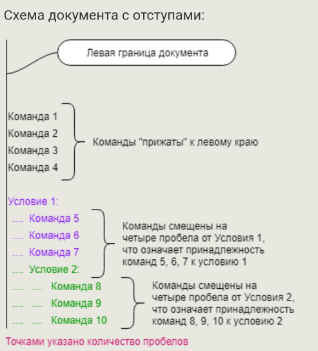 Схема документа с отступами:
Левая граница документа
Команда 1
Команда 2
Команда 3
Команда 4
Команды "прижаты" к левому краю
Условие 1:
.... Команда 5
.... Команда 6
.... Команда 7
Команды смещены на
четыре пробела от Условия 1,
что означает принадлежность
команд 5, 6, 7 к условию 1
.... Условие 2:
.... .... Команда 8
.... .... Команда 9
.... .... Команда 10
Команды смещены на
четыре пробела от Условия 2,
что означает принадлежность
команд 8, 9, 10 к условию 2
Точками указано количество пробелов